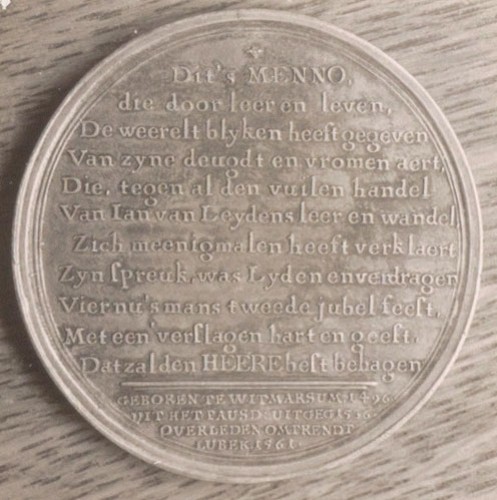 Dit's MENNO,
die door leer en leven,
De weerelt blyken heeft gegeven
Van zyne deugdt en vromen aert,
Die, tegen al den vuilen handel
Van Ian van Leydens leer en wandel
Zich meenigmalen heeft verklaert
Zyn spreuk, was Lyden en verdragen
Vier nu 's mans tweede jubel feest,
Met een verslagen hart en geest.
Dat zal den HEERE best behagen
GEBOREN TE WITMARSUM 1496.
UIT HET PAUSD: UITGEG 1536.
OVERLEDEN OMTRENDT
LUBEK 1561.